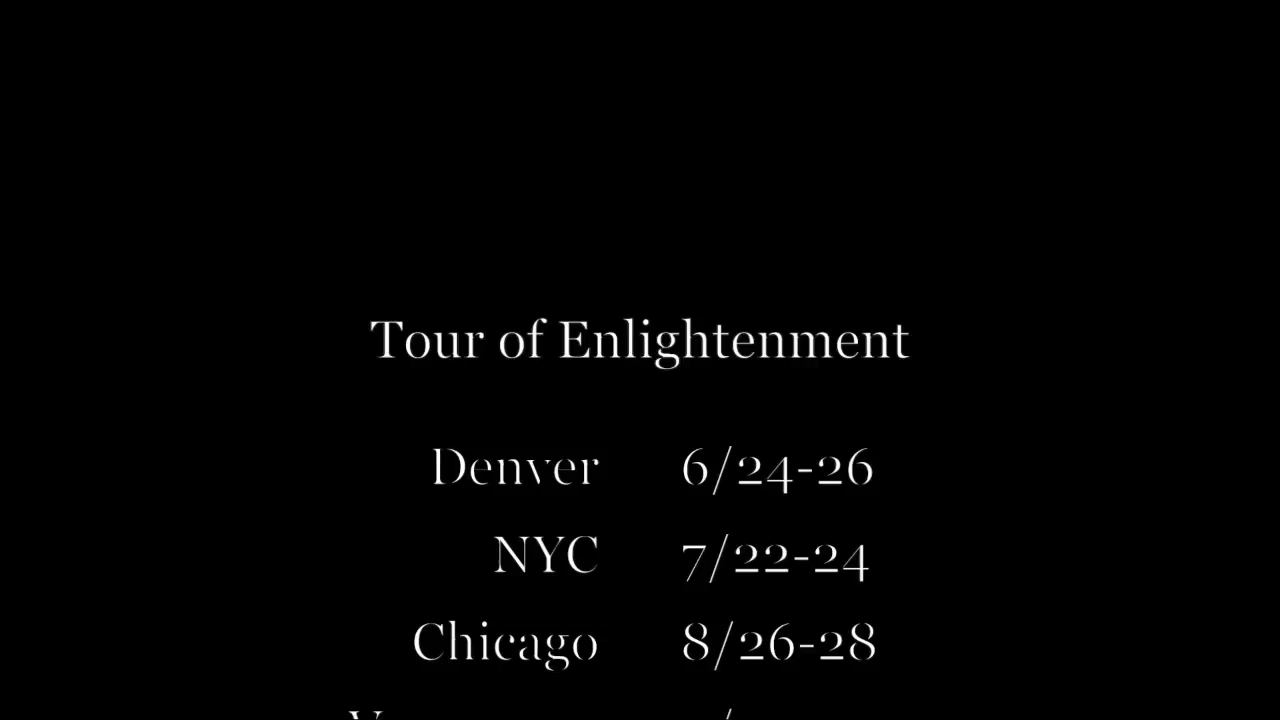 Tour of Enlightenment
Denver 6/24-26
NYC 7/22-24
Chicago 8/26-28